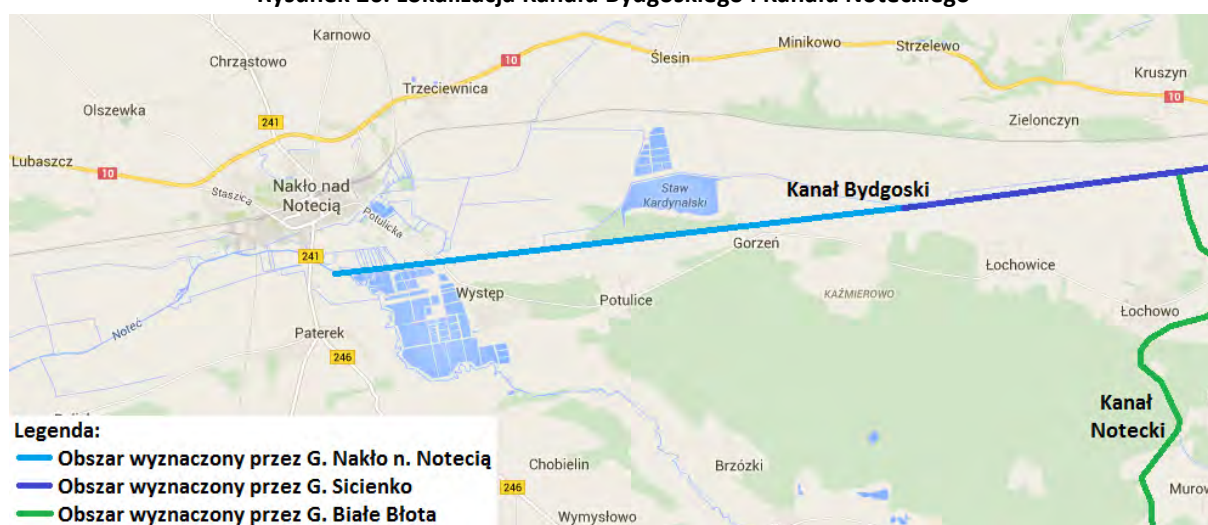 Karnowo
Chrząstowo
Ślesin
Minikowo
Strzelewo
10
Kruszyn
Trzeciewnica
10
Olszewka
241
Zielonczyn
Lubaszcz
10
Nakło nad
Notecią
Staszica
Potulicka
Staw
Kardynalski
Kanał Bydgoski
Gorzeń
241
Łochowice
Występ
Potulice
KAŹMIEROWO
Łochowo
Noteć
Paterek
246
Kanał
Notecki
Legenda:
Obszar wyznaczony przez G. Nakło n. Notecią
Obszar wyznaczony przez G. Sicienko
Obszar wyznaczony przez G. Białe Błota
Chobielin
Brzózki
246
Wymysłowo
Murow